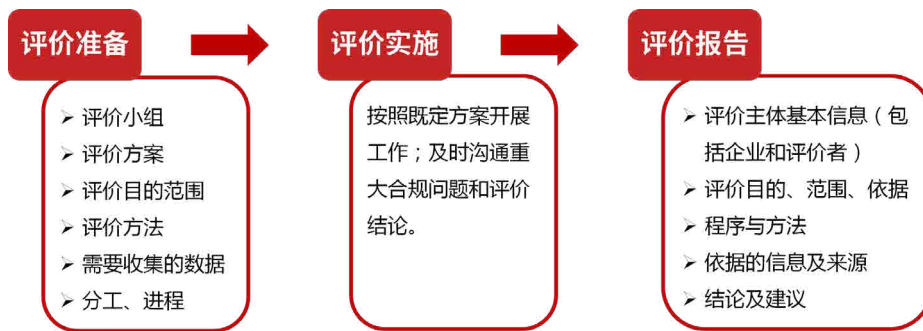 评价准备
评价小组
评价方案
评价目的范围
评价方法
需要收集的数据
分工、进程
评价实施
按照既定方案开展
工作；及时沟通重
大合规问题和评价
结论。
评价报告
评价主体基本信息（包
括企业和评价者）
评价目的、范围、依据
程序与方法
依据的信息及来源
结论及建议